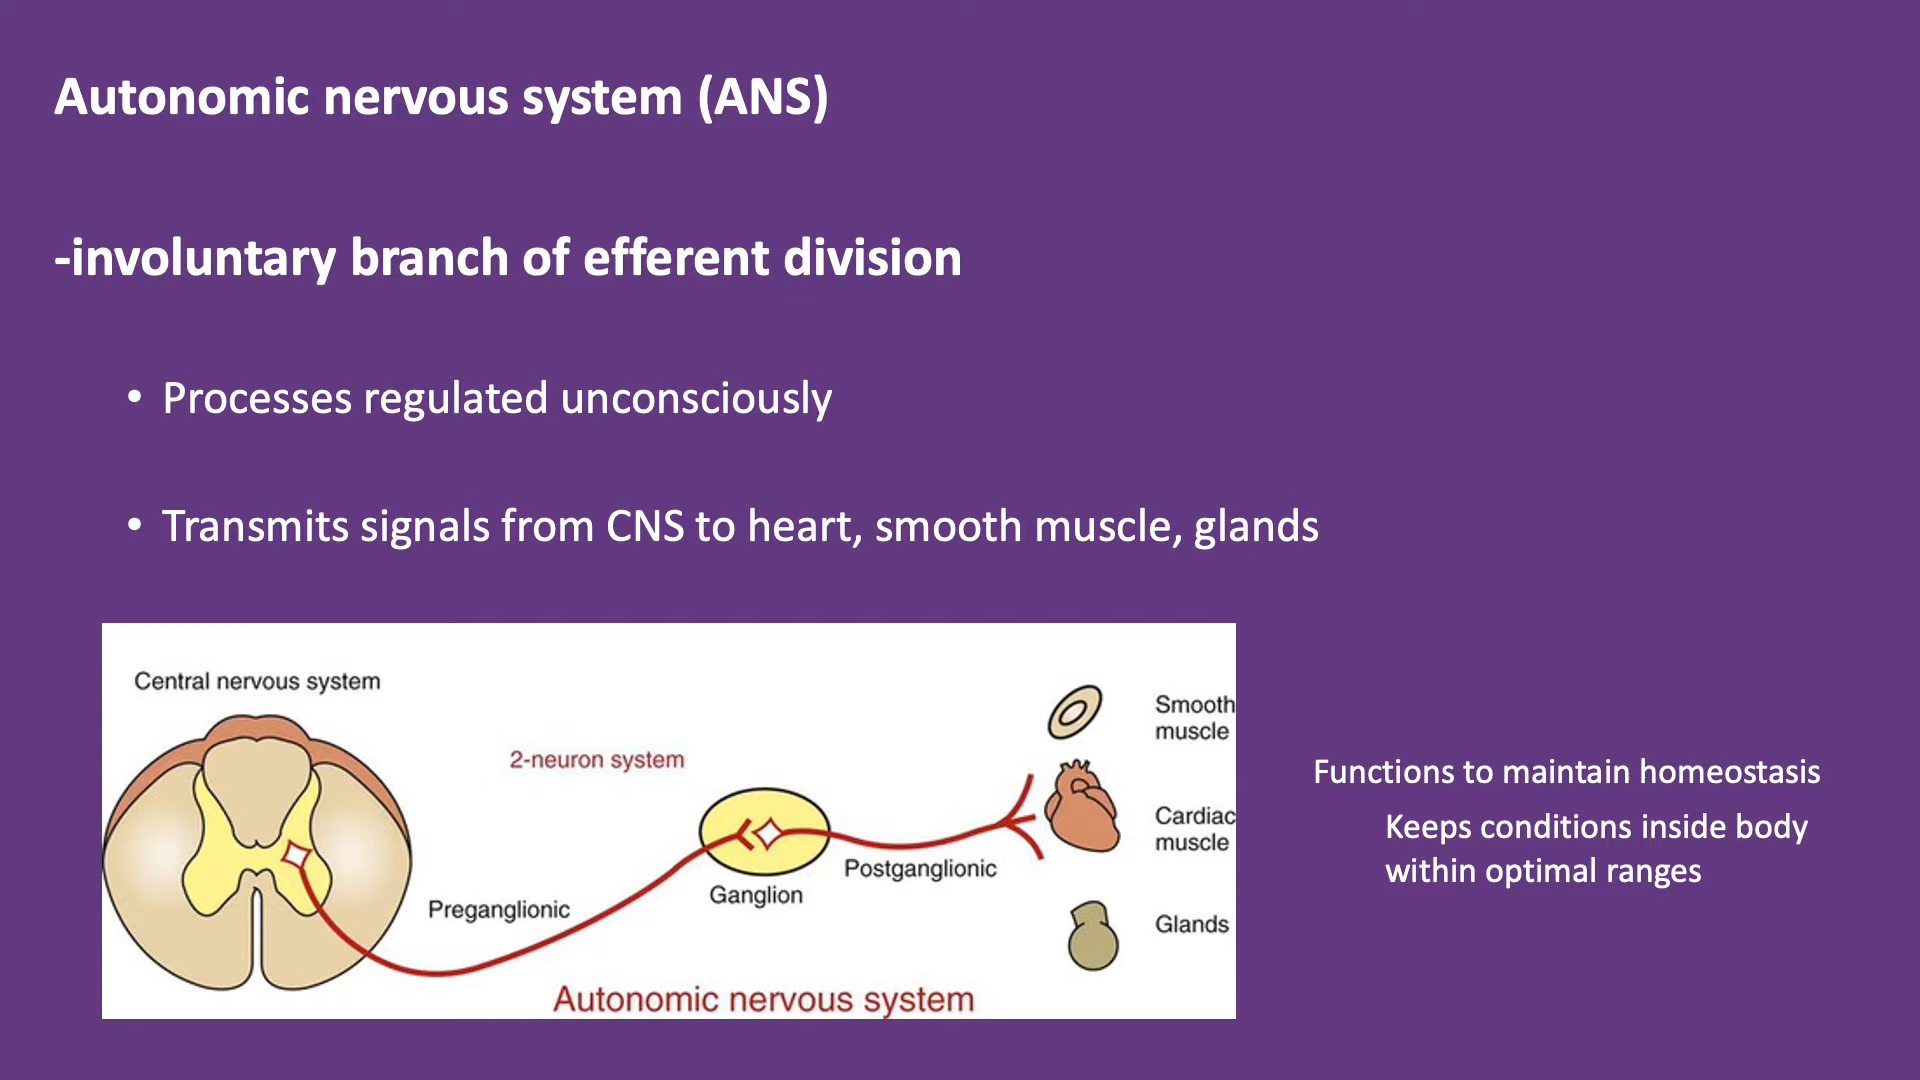 Autonomic nervous system (ANS)
-involuntary branch of efferent division
• Processes regulated unconsciously
• Transmits signals from CNS to heart, smooth muscle, glands
Central nervous system
2-neuron system
Preganglionic
Ganglion
Postganglionic
Smooth
muscle
Cardiac
muscle
Glands
Autonomic nervous system
Functions to maintain homeostasis
Keeps conditions inside body
within optimal ranges